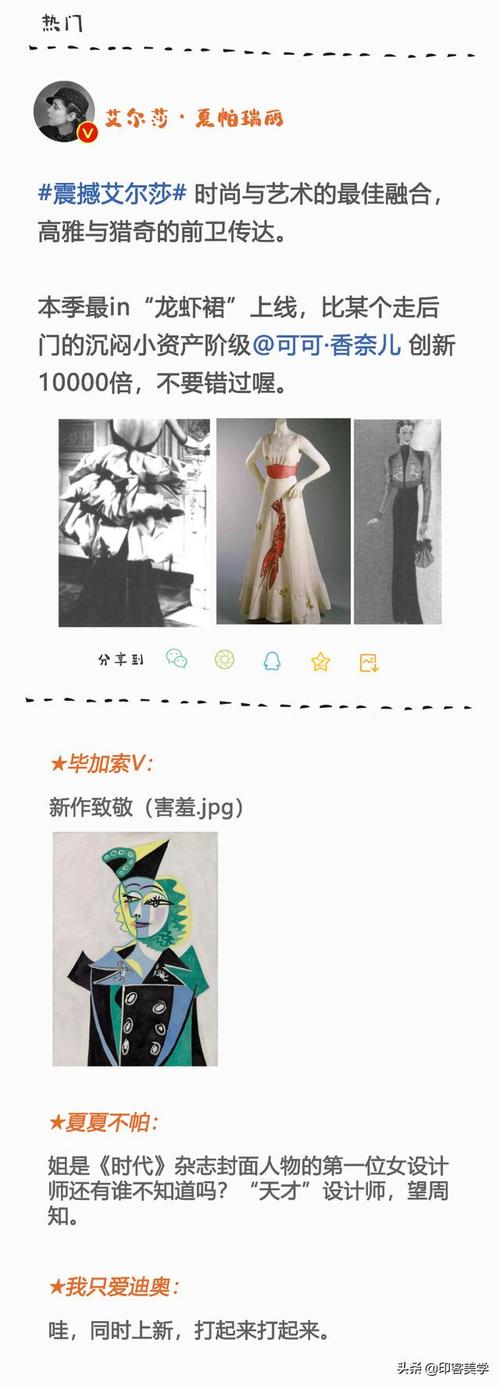 热门
艾尔莎·夏帕瑞丽
#震撼艾尔莎# 时尚与艺术的最佳融合，
高雅与猎奇的前卫传达。
本季最in“龙虾裙”上线，比某个走后
门的沉闷小资产阶级@可可·香奈儿 创新
10000倍，不要错过喔。
分享到
★毕加索V：
新作致敬（害羞.jpg）
★夏夏不帕：
姐是《时代》杂志封面人物的第一位女设计
师还有谁不知道吗？“天才”设计师，望周
知。
★我只爱迪奥：
哇，同时上新，打起来打起来。
头条 @印客美学